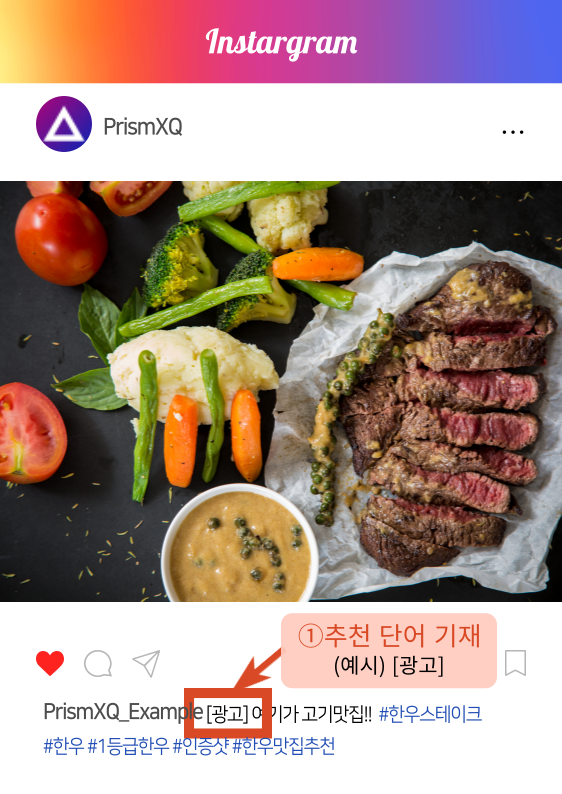 Instargram
PrismXQ
①추천 단어 기재
(예시) [광고]
PrismXQ_Example [광고] 여기가 고기맛집!! #한우스테이크
#한우 #1등급한우 #인증샷 #한우맛집추천